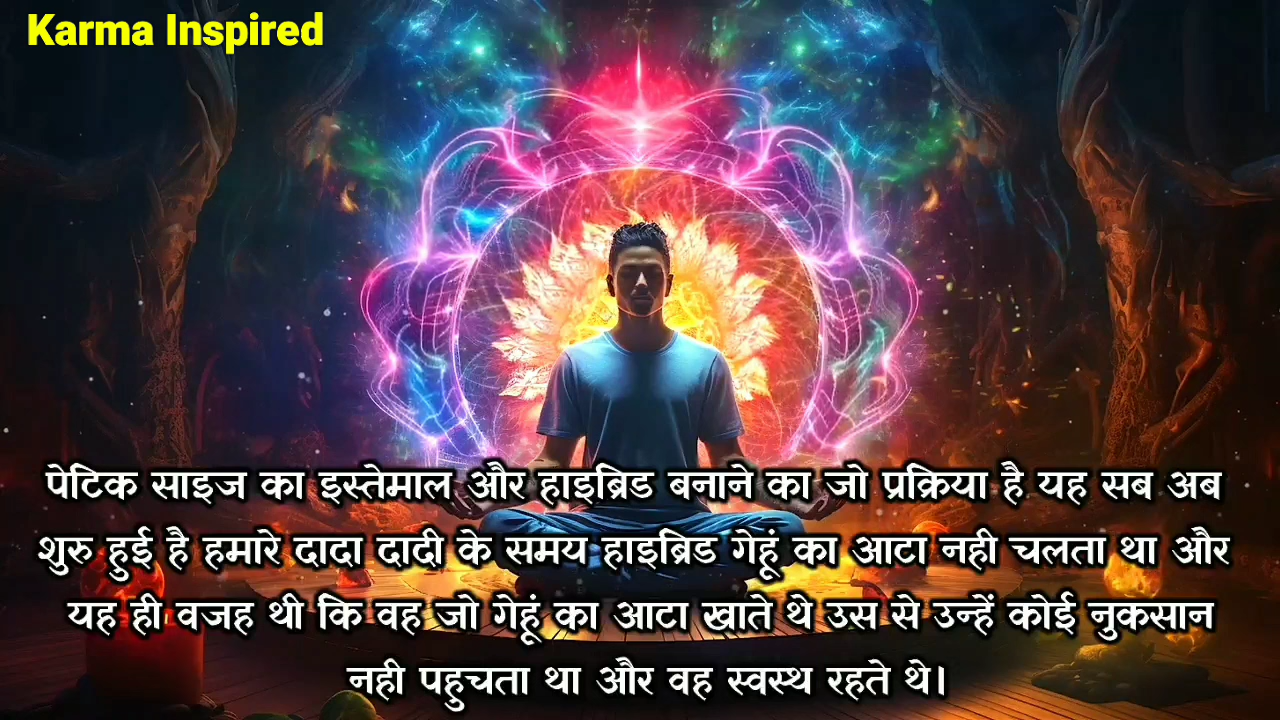 Karma Inspired
पेटिक साइज का इस्तेमाल और हाइब्रिड बनाने का जो प्रक्रिया है यह सब अब
शुरु हुई है हमारे दादा दादी के समय हाइब्रिड गेहूं का आटा नही चलता था और
यह ही वजह थी कि वह जो गेहूं का आटा खाते थे उस से उन्हें कोई नुकसान
नही पहुचता था और वह स्वस्थ रहते थे।